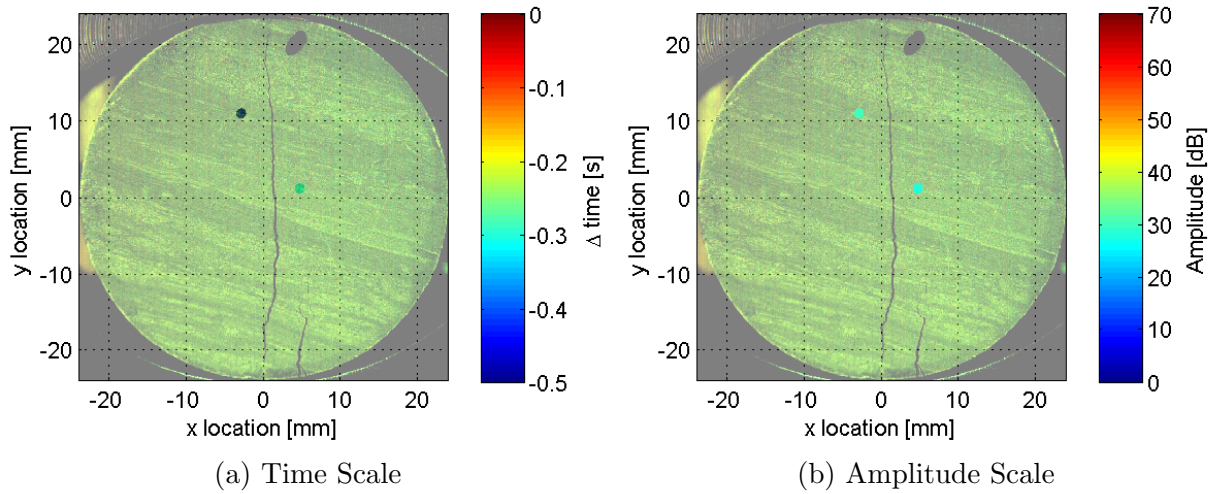 20
10
0
-10
-20
y location [mm]
-20 -10 0 10 20
x location [mm]
0
-0.1
-0.2
-0.3
-0.4
-0.5
Δ time [s]
(a) Time Scale
20
10
0
-10
-20
y location [mm]
-20 -10 0 10 20
x location [mm]
70
60
50
40
30
20
10
0
Amplitude [dB]
(b) Amplitude Scale